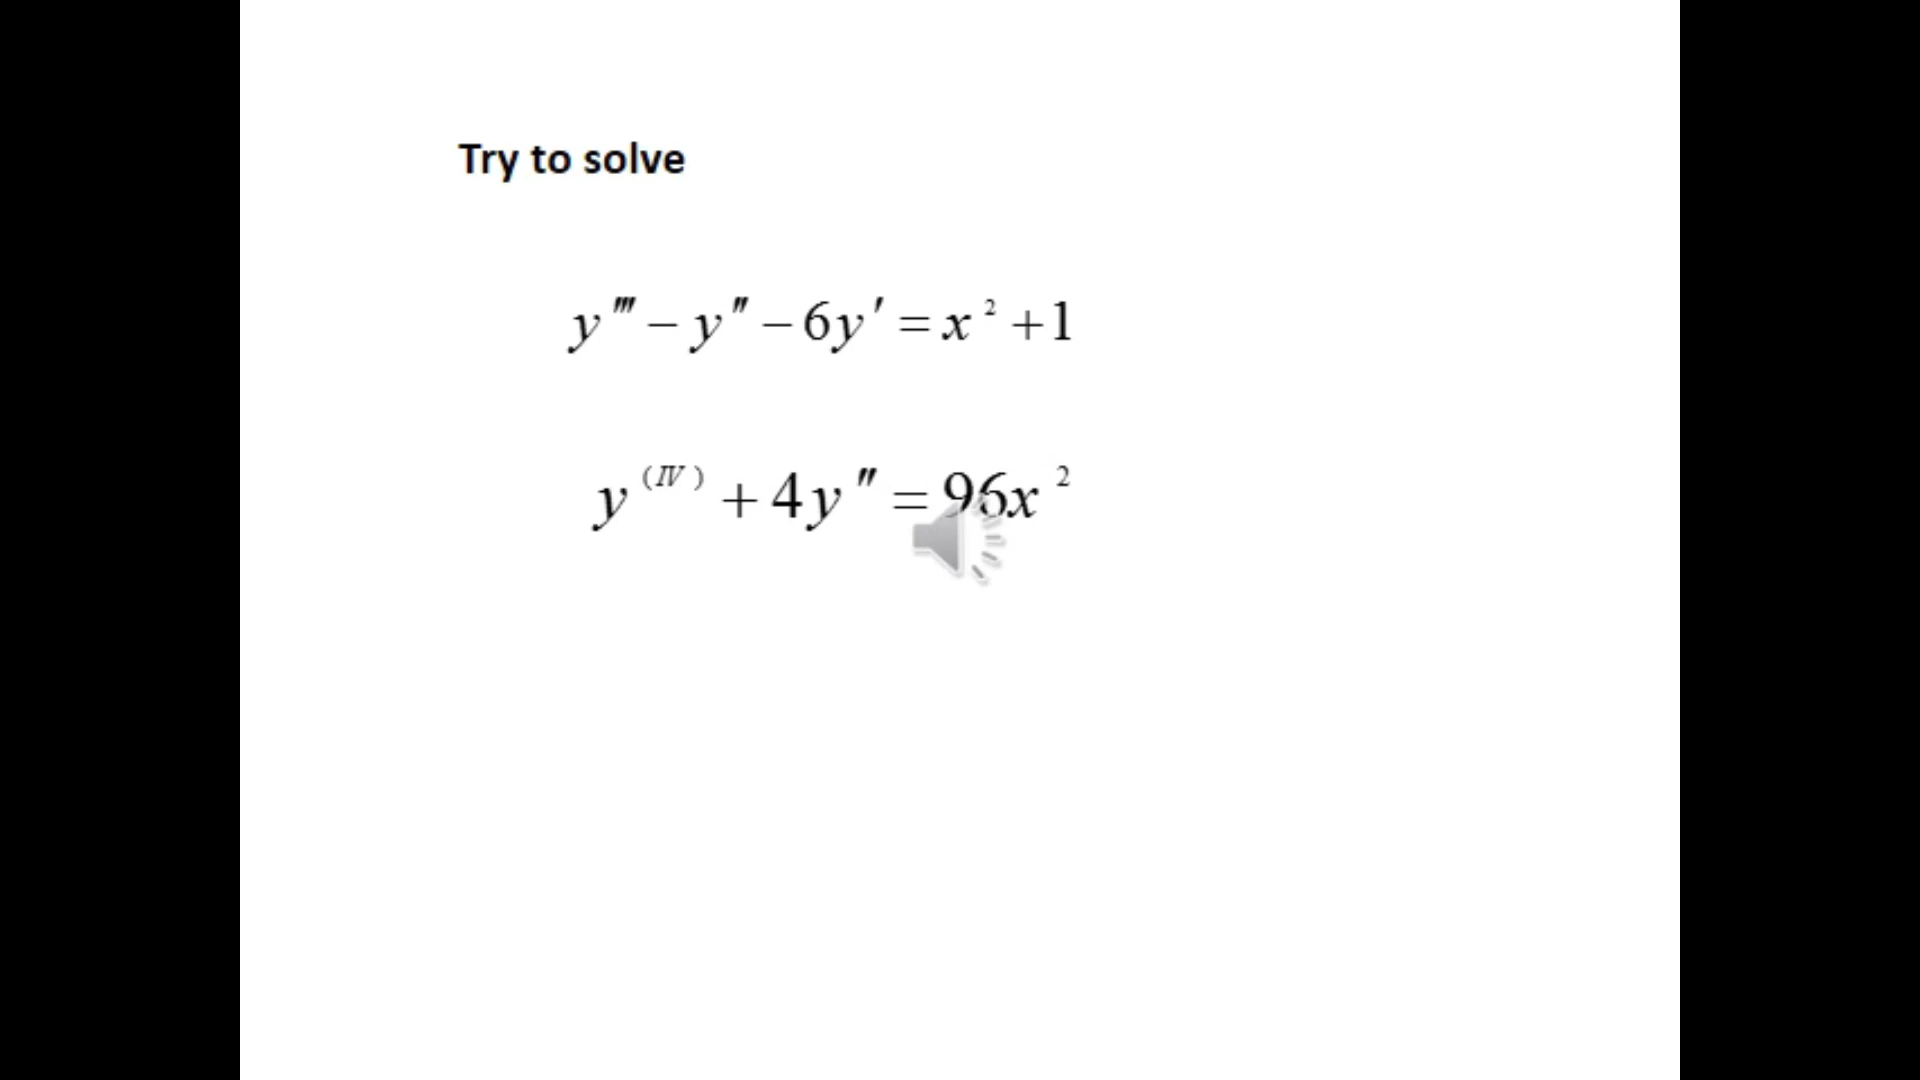 Try to solve
y''' − y'' − 6y' = x² + 1
y^(IV) + 4y'' = 96x²